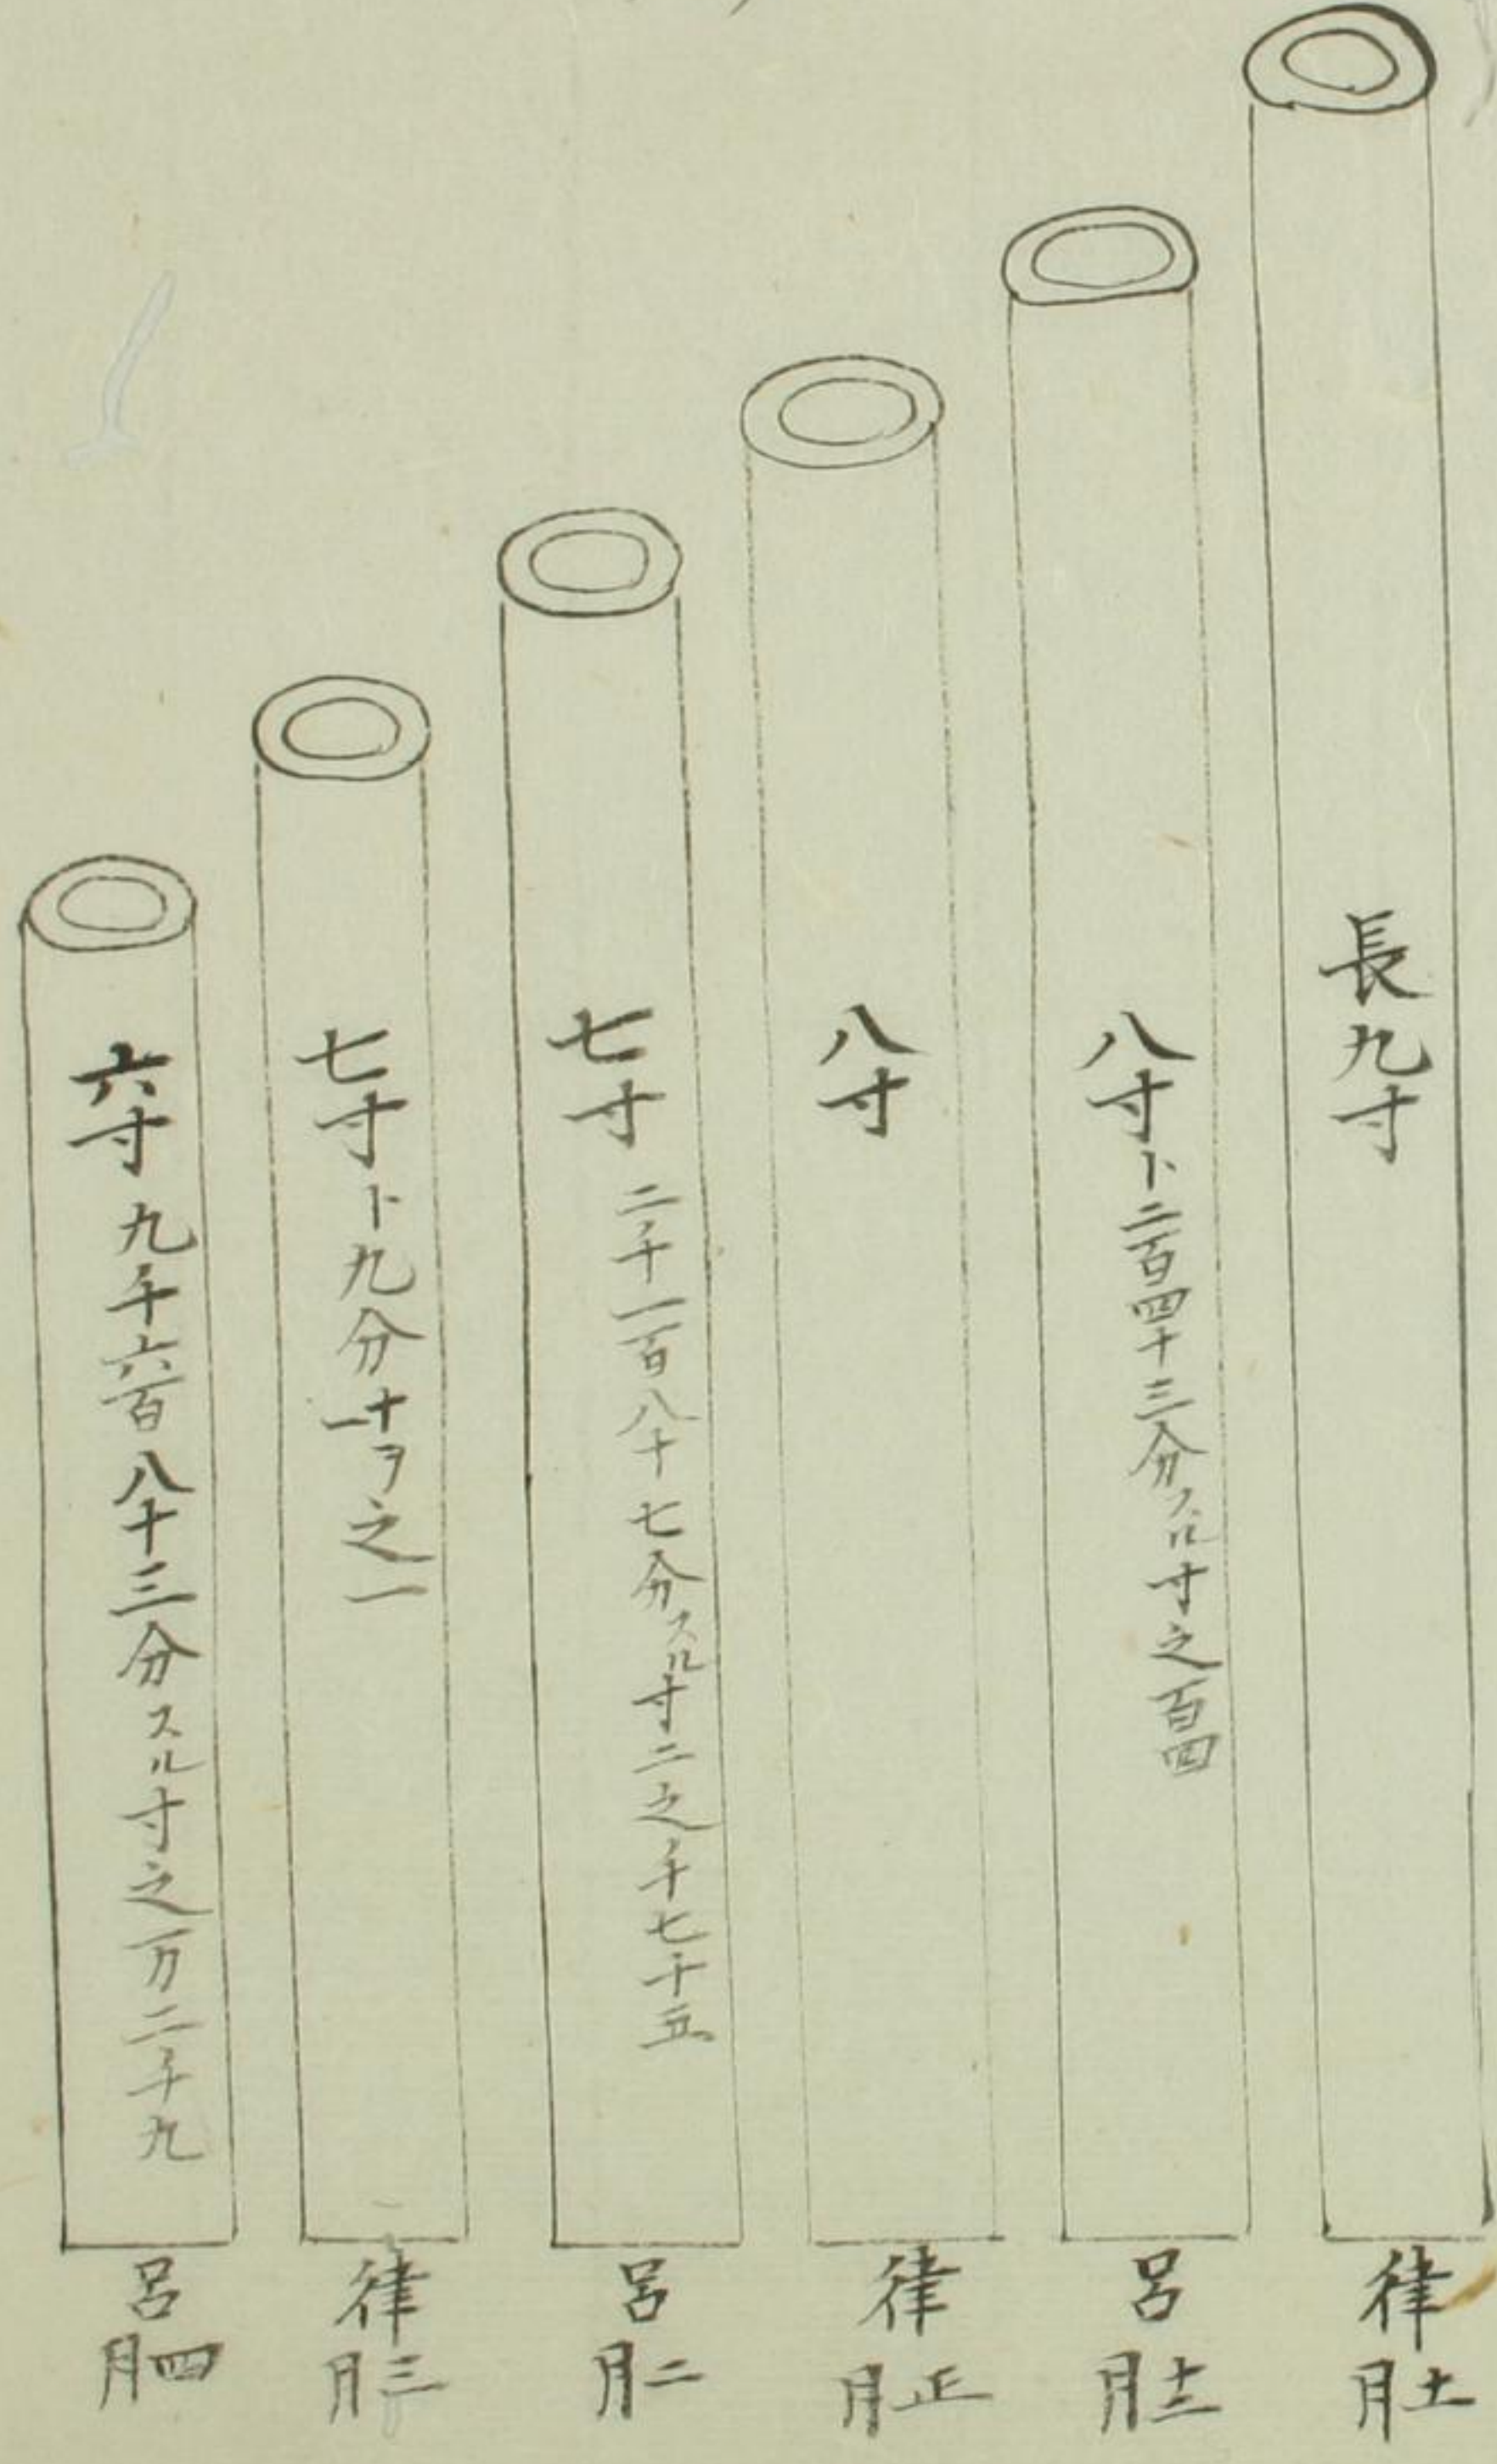 長九寸
律
十一月
八寸ト二百四十三分スル寸之百四
呂
十二月
八寸
律
正月
七寸 二千一百八十七分スル寸二之千七十五
呂
二月
七寸ト九分寸ヲ之一
律
三月
六寸 九千六百八十三分スル寸之一万二千九
呂
四月